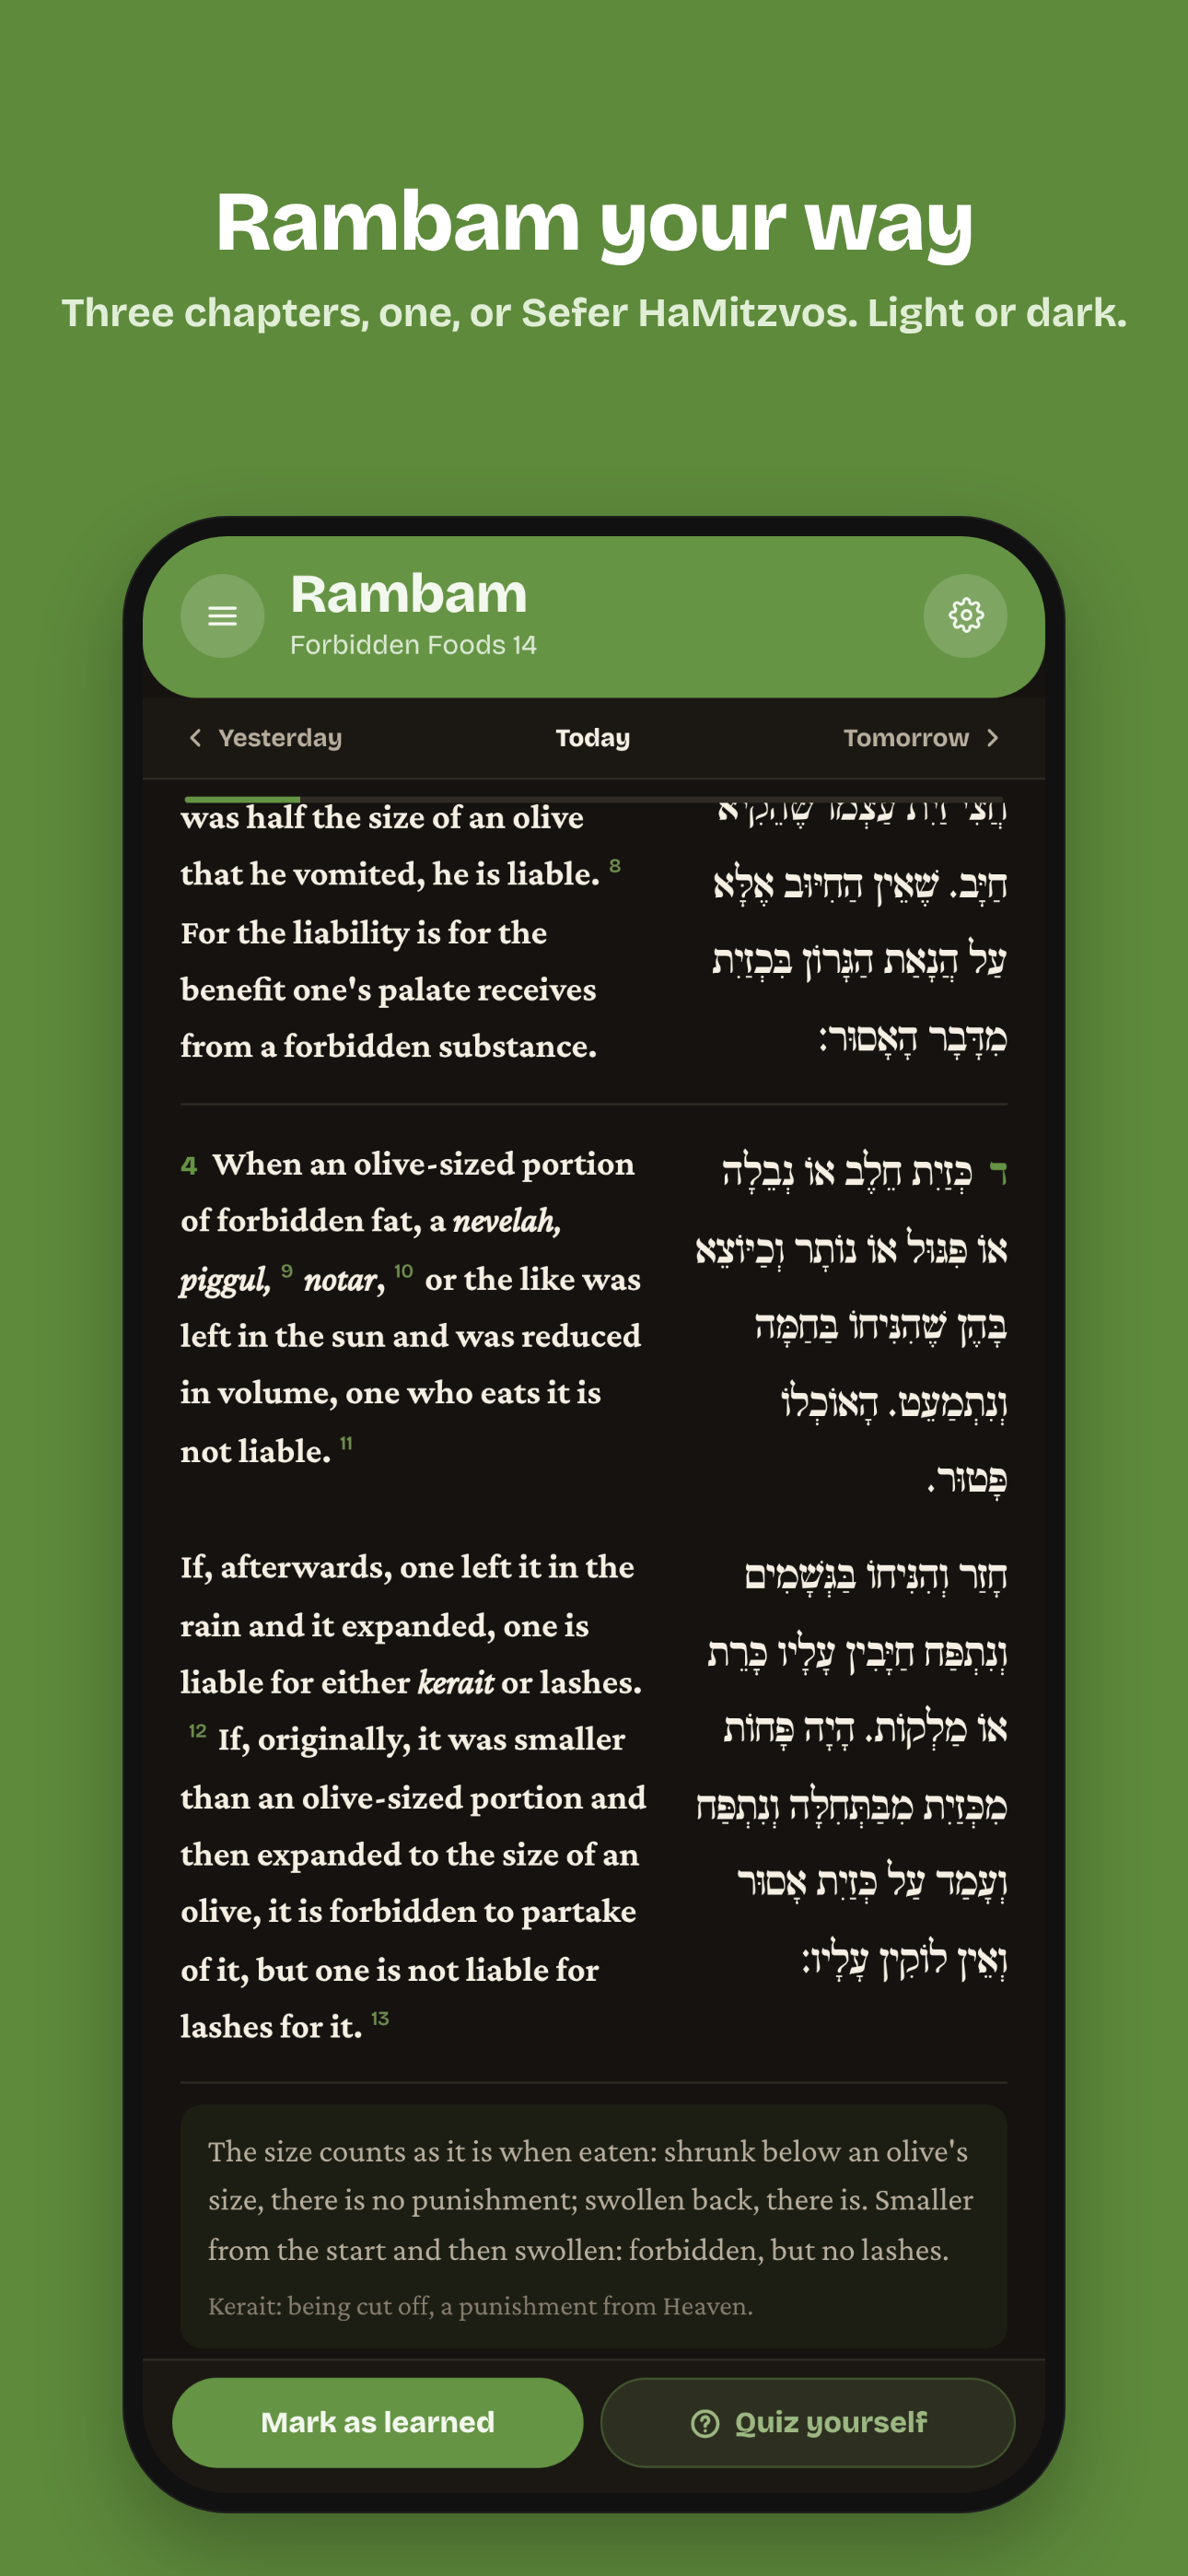 Rambam your way
Three chapters, one, or Sefer HaMitzvos. Light or dark.
Rambam
Forbidden Foods 14
Yesterday
Today
Tomorrow
was half the size of an olive
that he vomited, he is liable. 8
For the liability is for the
benefit one's palate receives
from a forbidden substance.
חֲצִי זַיִת עַצְמוֹ שֶׁהֵקִיא
חַיָּב. שֶׁאֵין הַחִיּוּב אֶלָּא
עַל הֲנָאַת הַגָּרוֹן בִּכְזַיִת
מִדָּבָר הָאָסוּר:
4 When an olive-sized portion
of forbidden fat, a nevelah,
piggul, 9 notar, 10 or the like was
left in the sun and was reduced
in volume, one who eats it is
not liable. 11
ד כְּזַיִת חֵלֶב אוֹ נְבֵלָה
אוֹ פִּגּוּל אוֹ נוֹתָר וְכַיּוֹצֵא
בָּהֶן שֶׁהִנִּיחוֹ בַּחַמָּה
וְנִתְמַעֵט. הָאוֹכְלוֹ
פָּטוּר.
If, afterwards, one left it in the
rain and it expanded, one is
liable for either kerait or lashes.
12 If, originally, it was smaller
than an olive-sized portion and
then expanded to the size of an
olive, it is forbidden to partake
of it, but one is not liable for
lashes for it. 13
חָזַר וְהִנִּיחוֹ בַּגְּשָׁמִים
וְנִתְפַּח חַיָּבִין עָלָיו כָּרֵת
אוֹ מַלְקוֹת. הָיָה פָּחוֹת
מִכְּזַיִת מִבַּתְּחִלָּה וְנִתְפַּח
וְעָמַד עַל כְּזַיִת אָסוּר
וְאֵין לוֹקִין עָלָיו:
The size counts as it is when eaten: shrunk below an olive's
size, there is no punishment; swollen back, there is. Smaller
from the start and then swollen: forbidden, but no lashes.
Kerait: being cut off, a punishment from Heaven.
Mark as learned
Quiz yourself